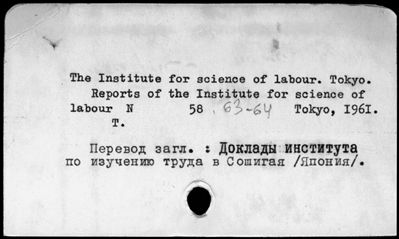 The Institute for science of labour. Tokyo.
Reports of the Institute for science of
labour N 58 . 63-64 Tokyo, 1961.
T.
Перевод загл. : Доклады института
по изучению труда в Сошигая /Япония/.